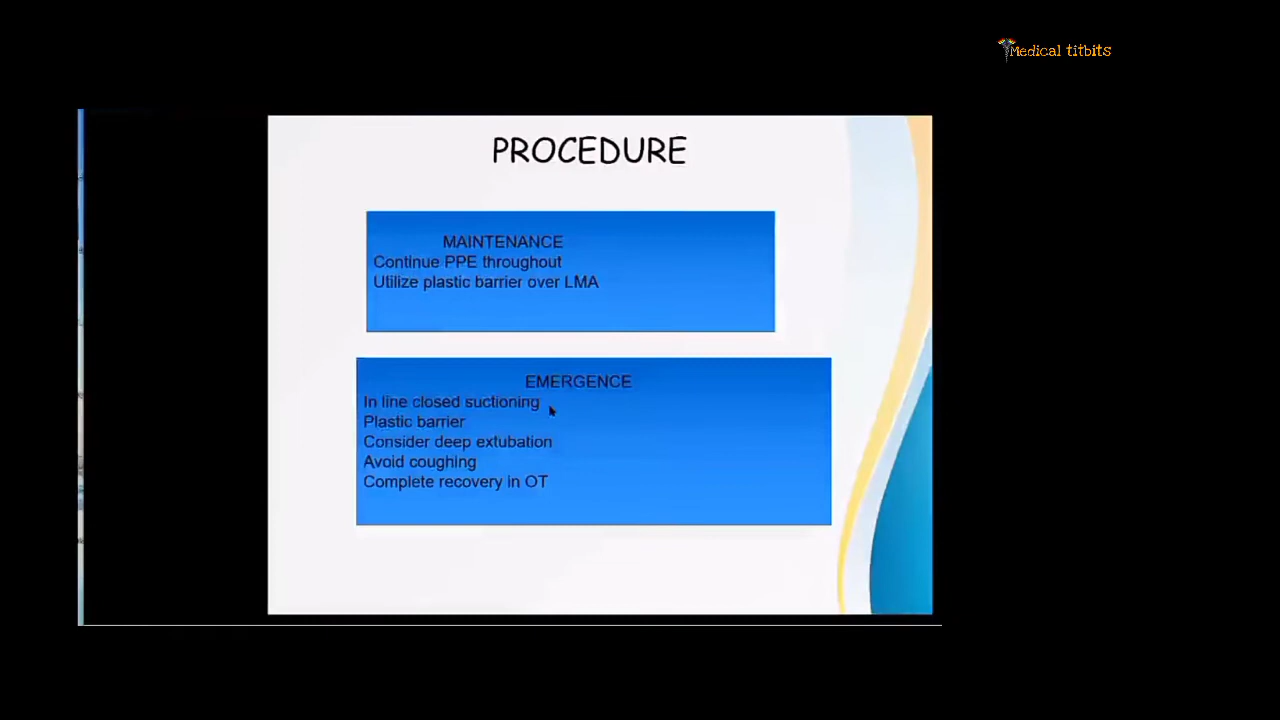 Medical titbits
PROCEDURE
MAINTENANCE
Continue PPE throughout
Utilize plastic barrier over LMA
EMERGENCE
In line closed suctioning
Plastic barrier
Consider deep extubation
Avoid coughing
Complete recovery in OT